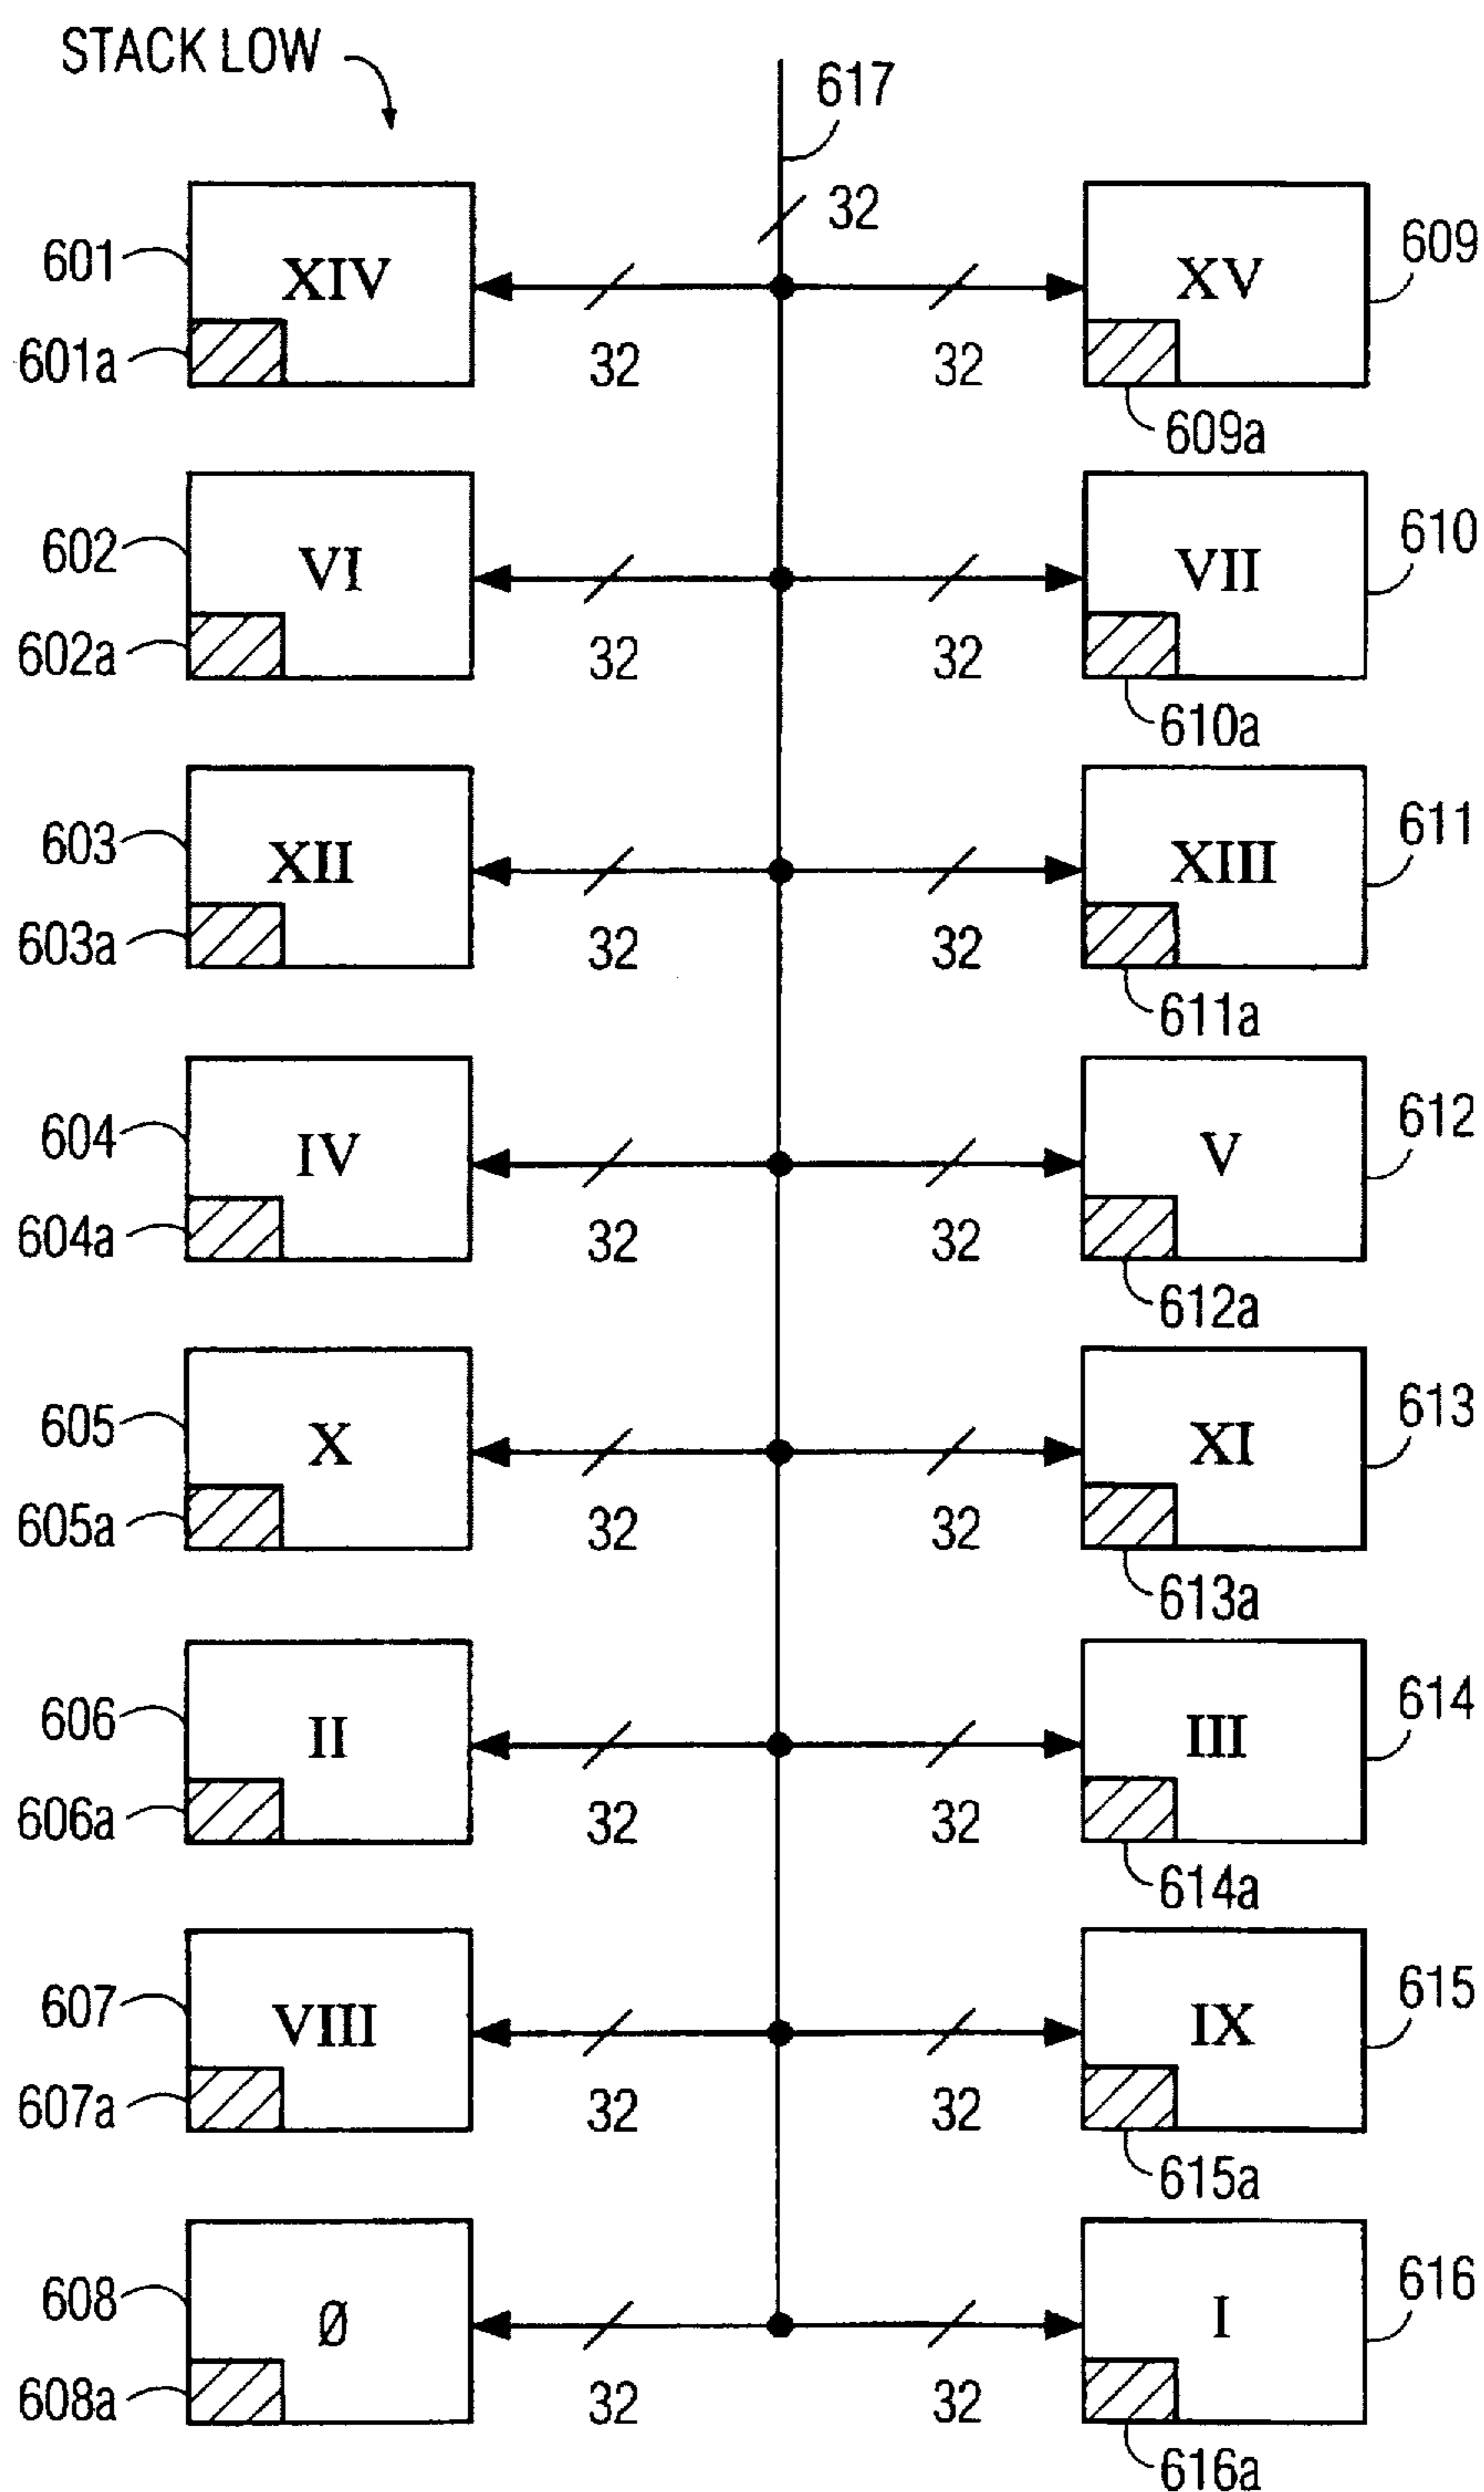 STACK LOW
617
32
601
XIV
XV
609
601a
32
32
609a
602
VI
VII
610
602a
32
32
610a
603
XII
XIII
611
603a
32
32
611a
604
IV
V
612
604a
32
32
612a
605
X
XI
613
605a
32
32
613a
606
II
III
614
606a
32
32
614a
607
VIII
IX
615
607a
32
32
615a
608
Ø
I
616
608a
32
32
616a